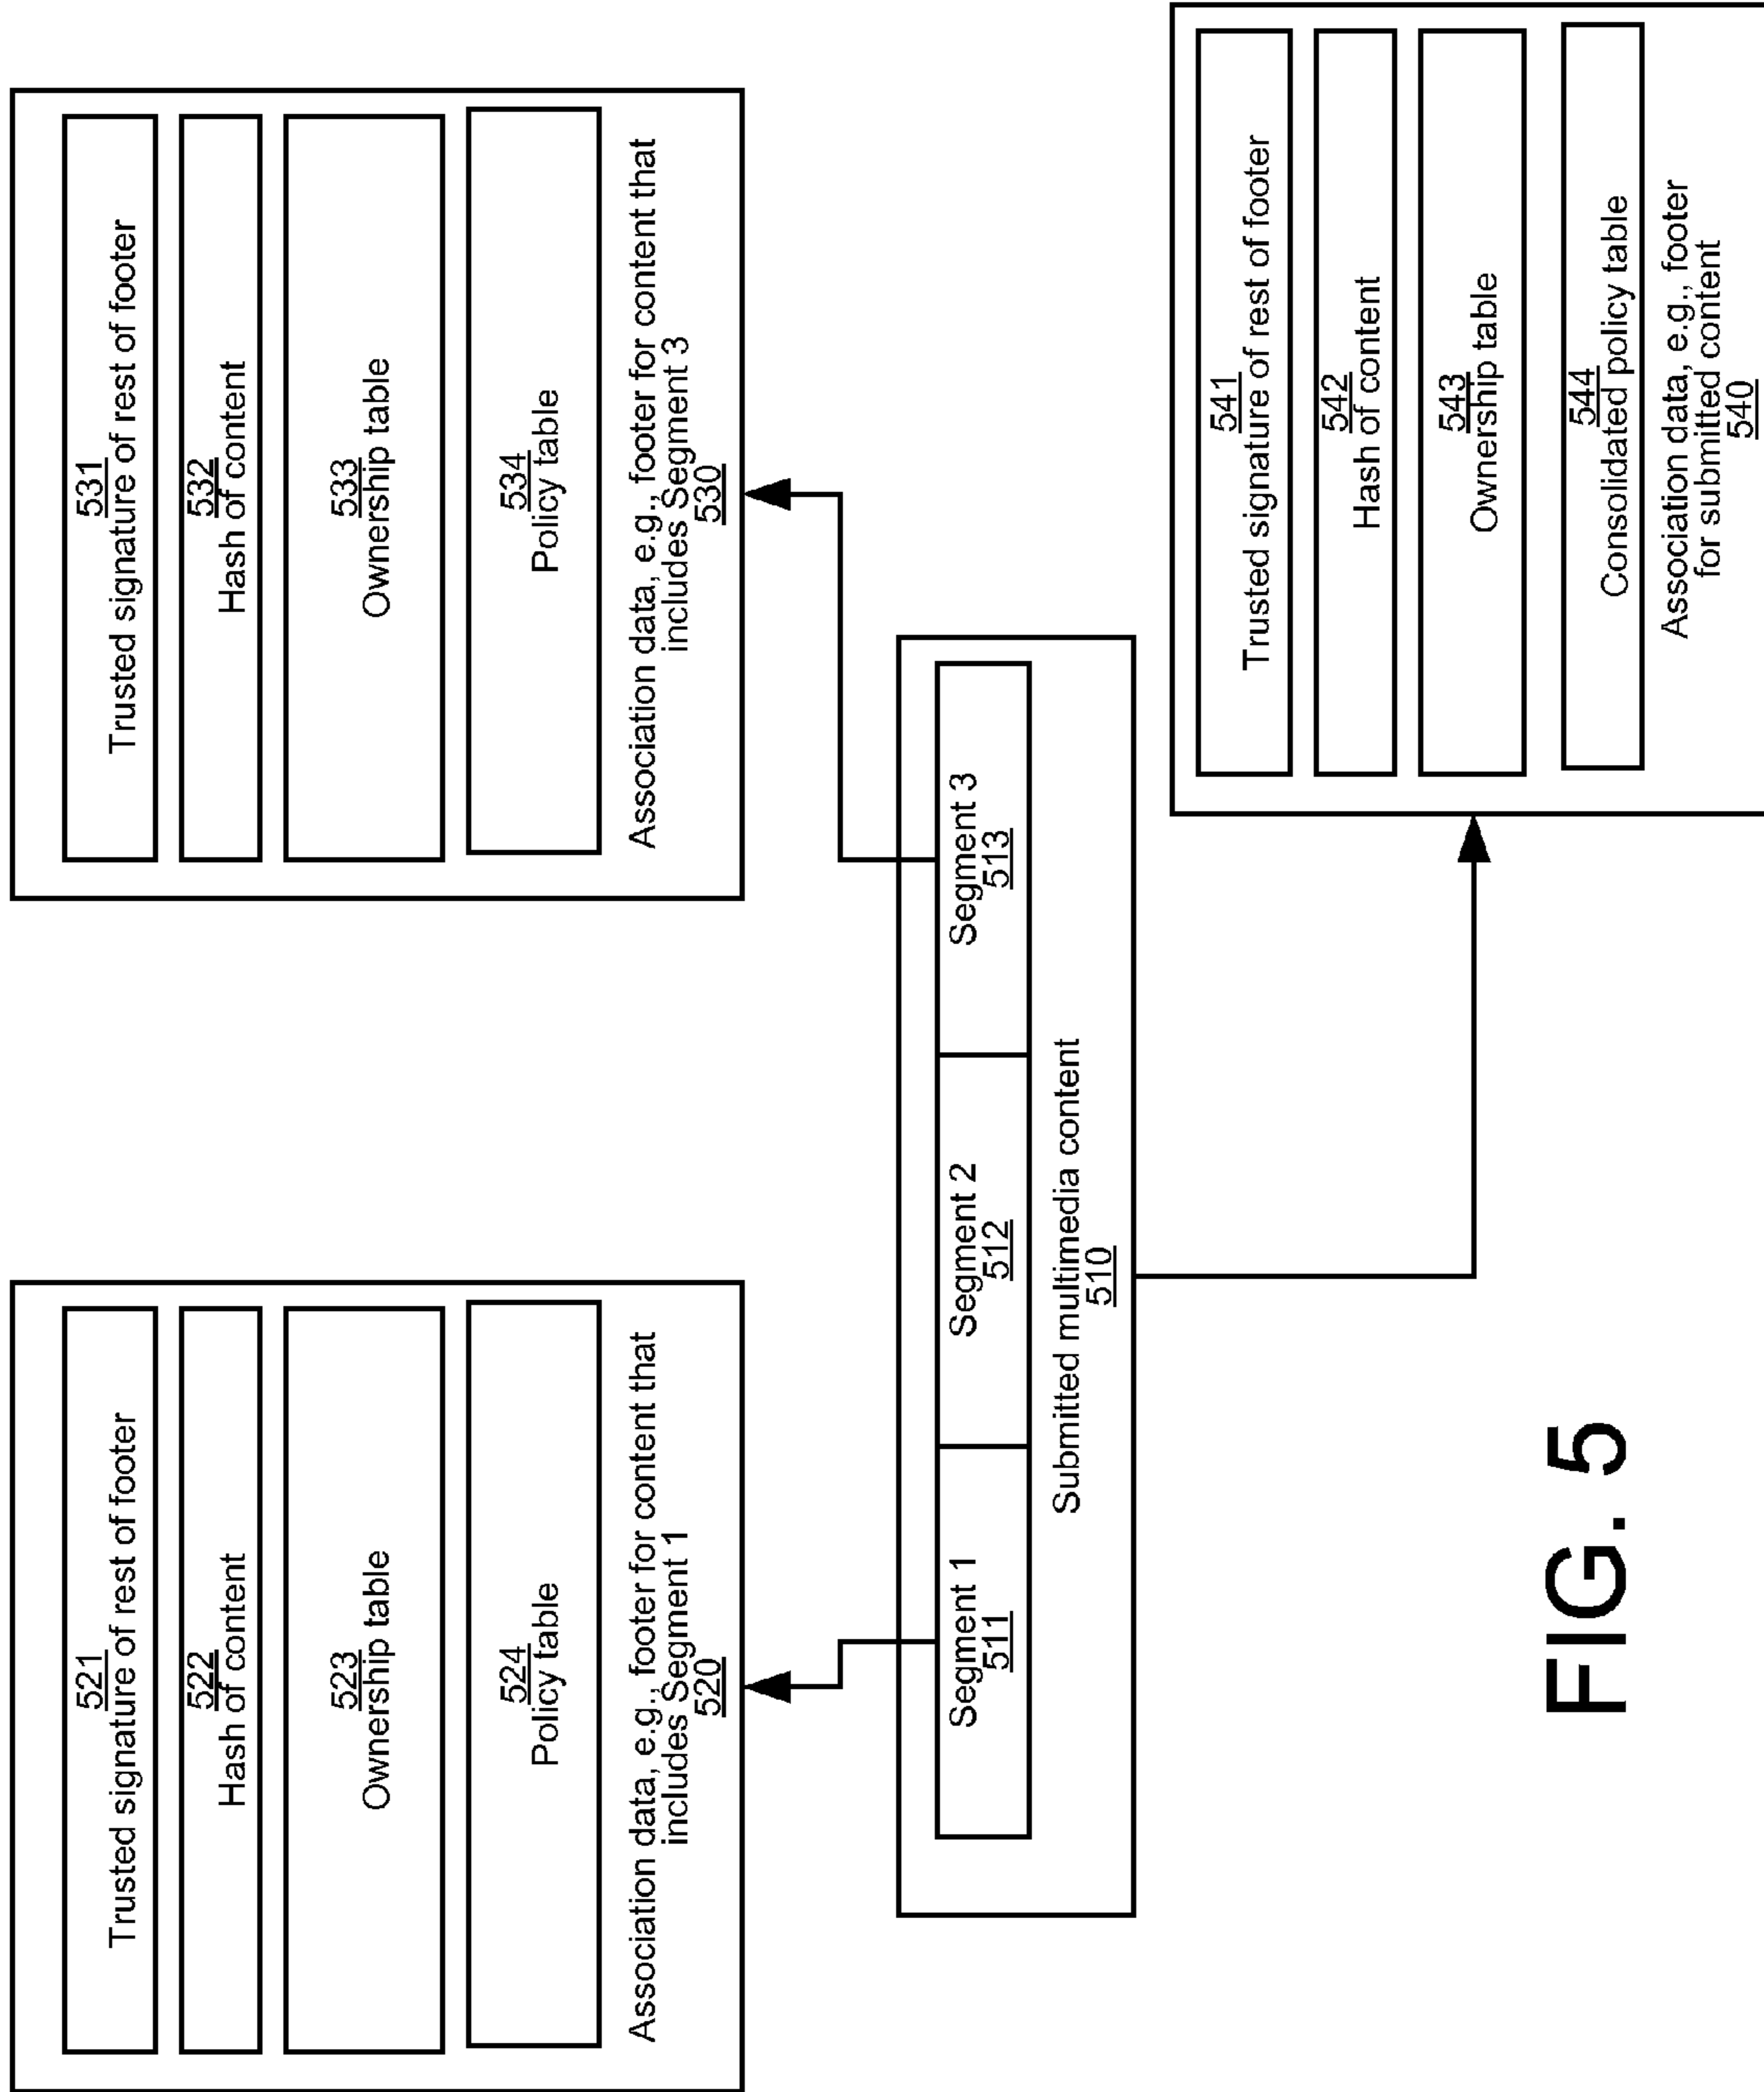 521
Trusted signature of rest of footer
522
Hash of content
523
Ownership table
524
Policy table
Association data, e.g., footer for content that
includes Segment 1
520
531
Trusted signature of rest of footer
532
Hash of content
533
Ownership table
534
Policy table
Association data, e.g., footer for content that
includes Segment 3
530
Segment 1
511
Segment 2
512
Segment 3
513
Submitted multimedia content
510
541
Trusted signature of rest of footer
542
Hash of content
543
Ownership table
544
Consolidated policy table
Association data, e.g., footer
for submitted content
540
FIG. 5